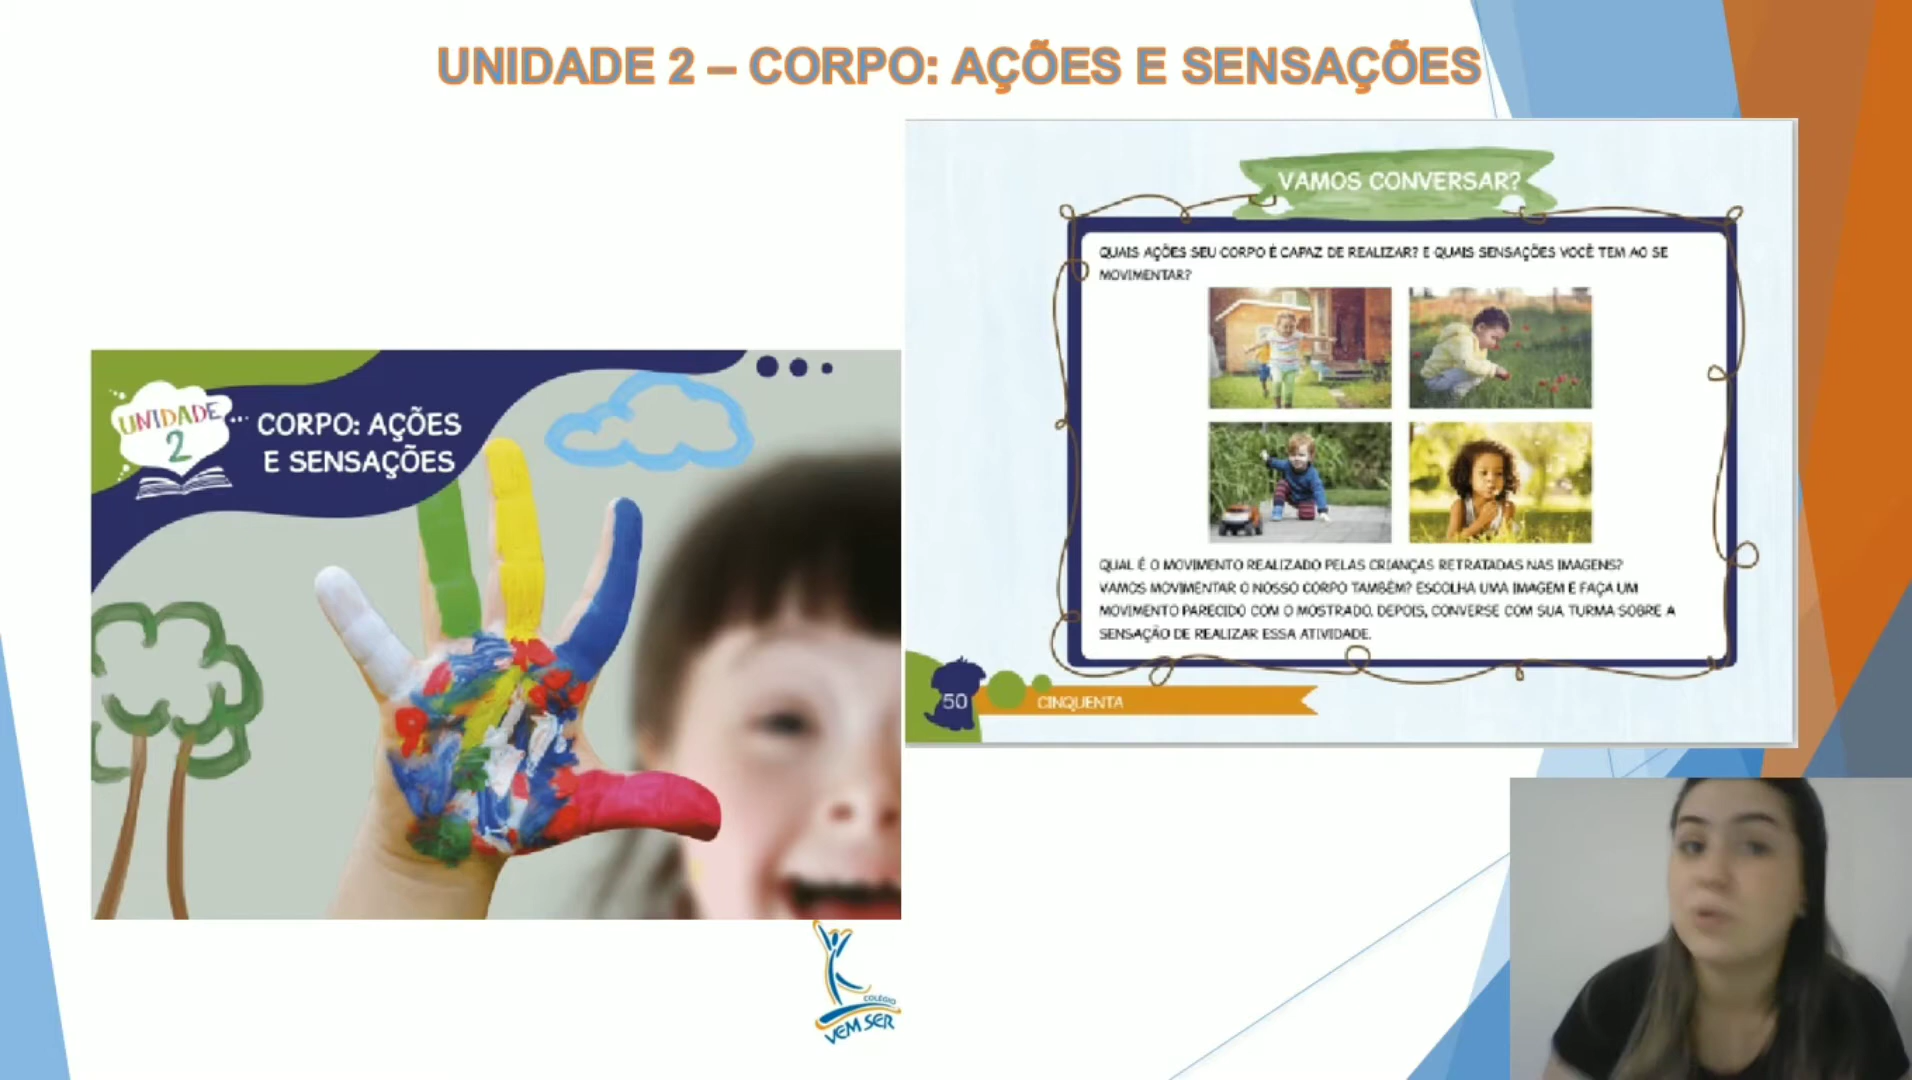 UNIDADE 2 – CORPO: AÇÕES E SENSAÇÕES
VAMOS CONVERSAR?
QUAIS AÇÕES SEU CORPO É CAPAZ DE REALIZAR? E QUAIS SENSAÇÕES VOCÊ TEM AO SE
MOVIMENTAR?
QUAL É O MOVIMENTO REALIZADO PELAS CRIANÇAS RETRATADAS NAS IMAGENS?
VAMOS MOVIMENTAR O NOSSO CORPO TAMBÉM? ESCOLHA UMA IMAGEM E FAÇA UM
MOVIMENTO PARECIDO COM O MOSTRADO. DEPOIS, CONVERSE COM SUA TURMA SOBRE A
SENSAÇÃO DE REALIZAR ESSA ATIVIDADE.
50
CINQUENTA
UNIDADE
2
CORPO: AÇÕES
E SENSAÇÕES
COLÉGIO
VEM SER